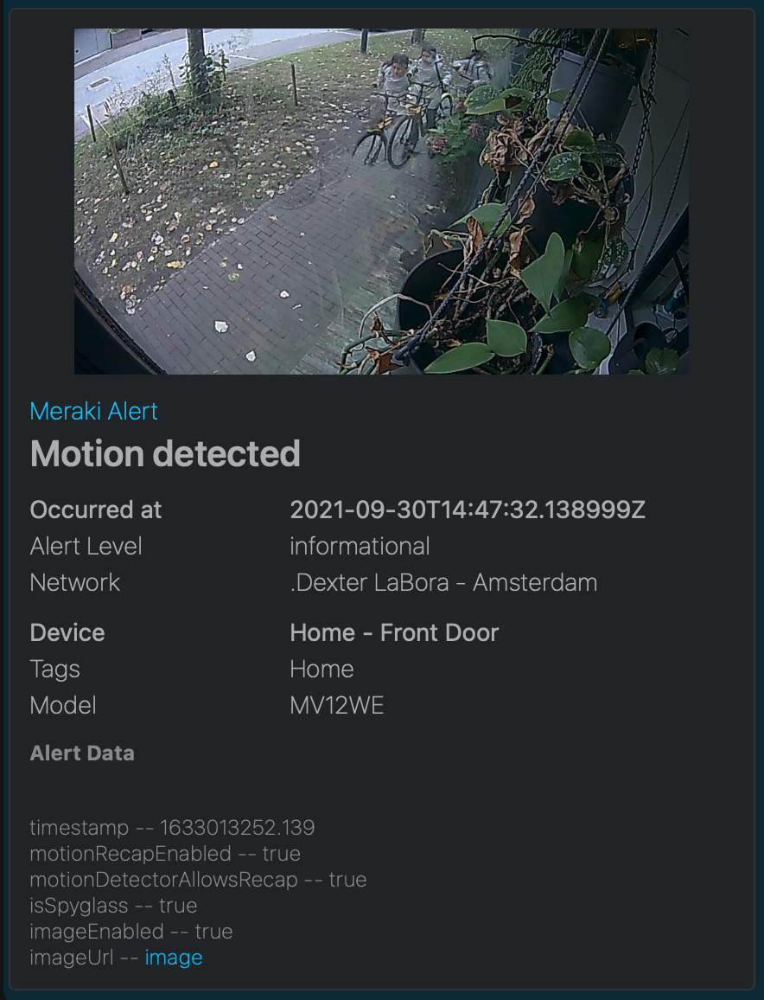 Meraki Alert
Motion detected
Occurred at 2021-09-30T14:47:32.138999Z
Alert Level informational
Network .Dexter LaBora - Amsterdam
Device Home - Front Door
Tags Home
Model MV12WE
Alert Data
timestamp -- 1633013252.139
motionRecapEnabled -- true
motionDetectorAllowsRecap -- true
isSpyglass -- true
imageEnabled -- true
imageUrl -- image